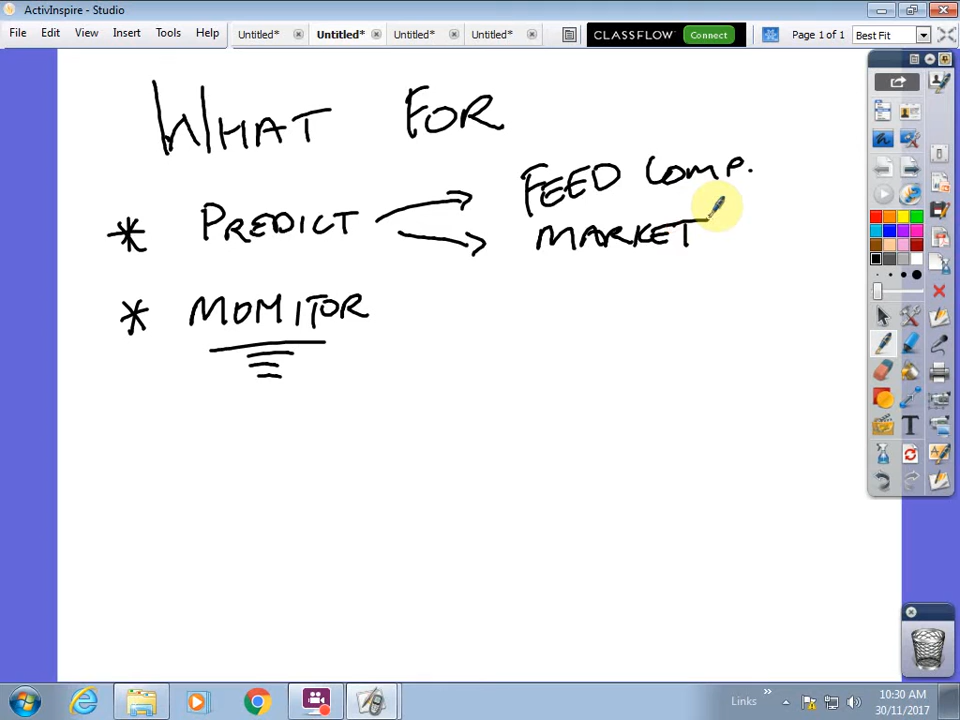 ActivInspire - Studio
File Edit View Insert Tools Help Untitled* Untitled* Untitled* Untitled* CLASSFLOW Connect Page 1 of 1 Best Fit
WHAT FOR
* PREDICT FEED COMP.
MARKET
* MOMITOR
Links » 10:30 AM
30/11/2017